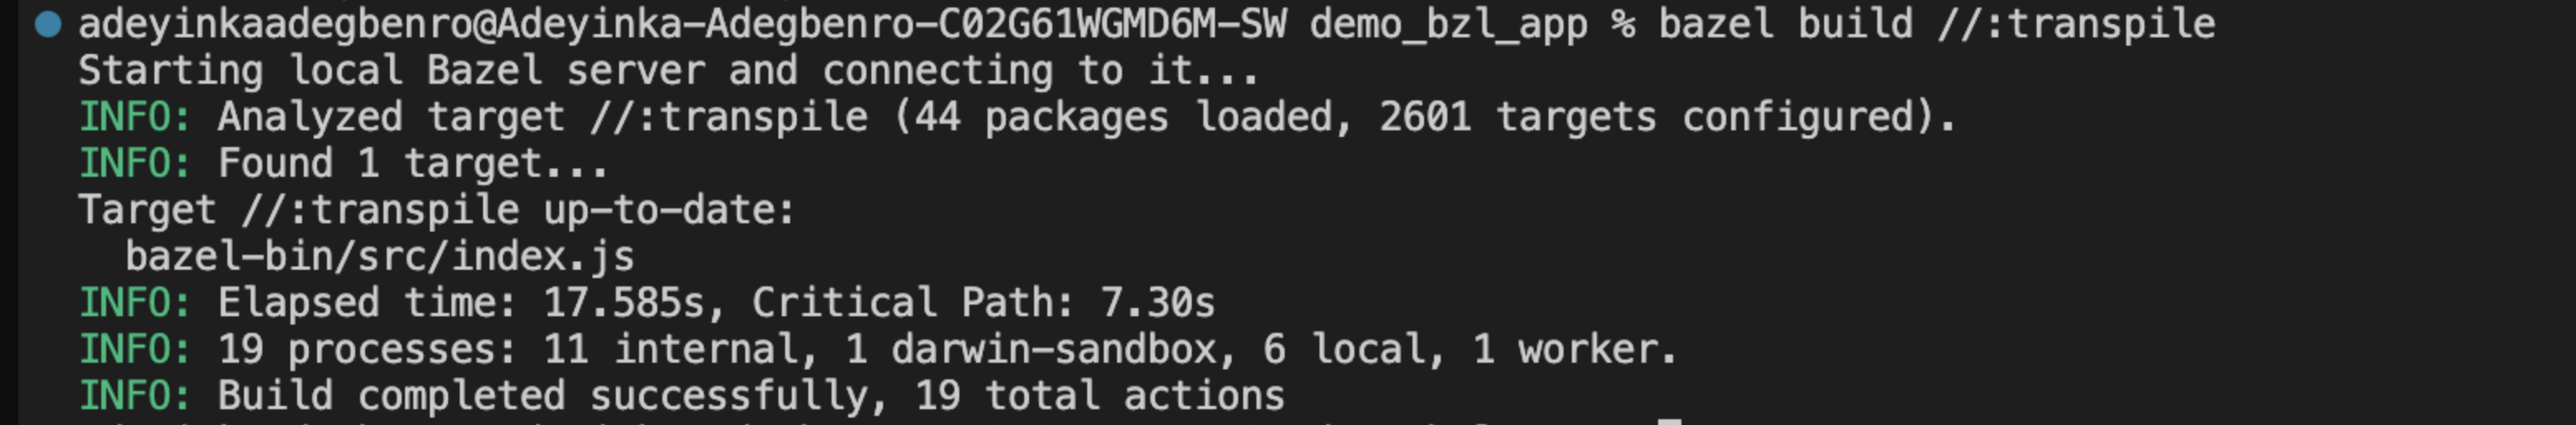 adeyinkaadegbenro@Adeyinka-Adegbenro-C02G61WGMD6M-SW demo_bzl_app % bazel build //:transpile
Starting local Bazel server and connecting to it...
INFO: Analyzed target //:transpile (44 packages loaded, 2601 targets configured).
INFO: Found 1 target...
Target //:transpile up-to-date:
  bazel-bin/src/index.js
INFO: Elapsed time: 17.585s, Critical Path: 7.30s
INFO: 19 processes: 11 internal, 1 darwin-sandbox, 6 local, 1 worker.
INFO: Build completed successfully, 19 total actions